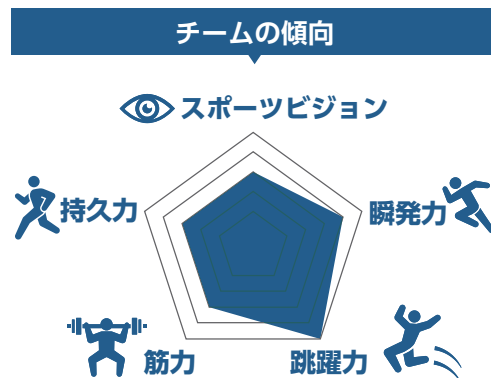 チームの傾向
スポーツビジョン
持久力
瞬発力
筋力
跳躍力